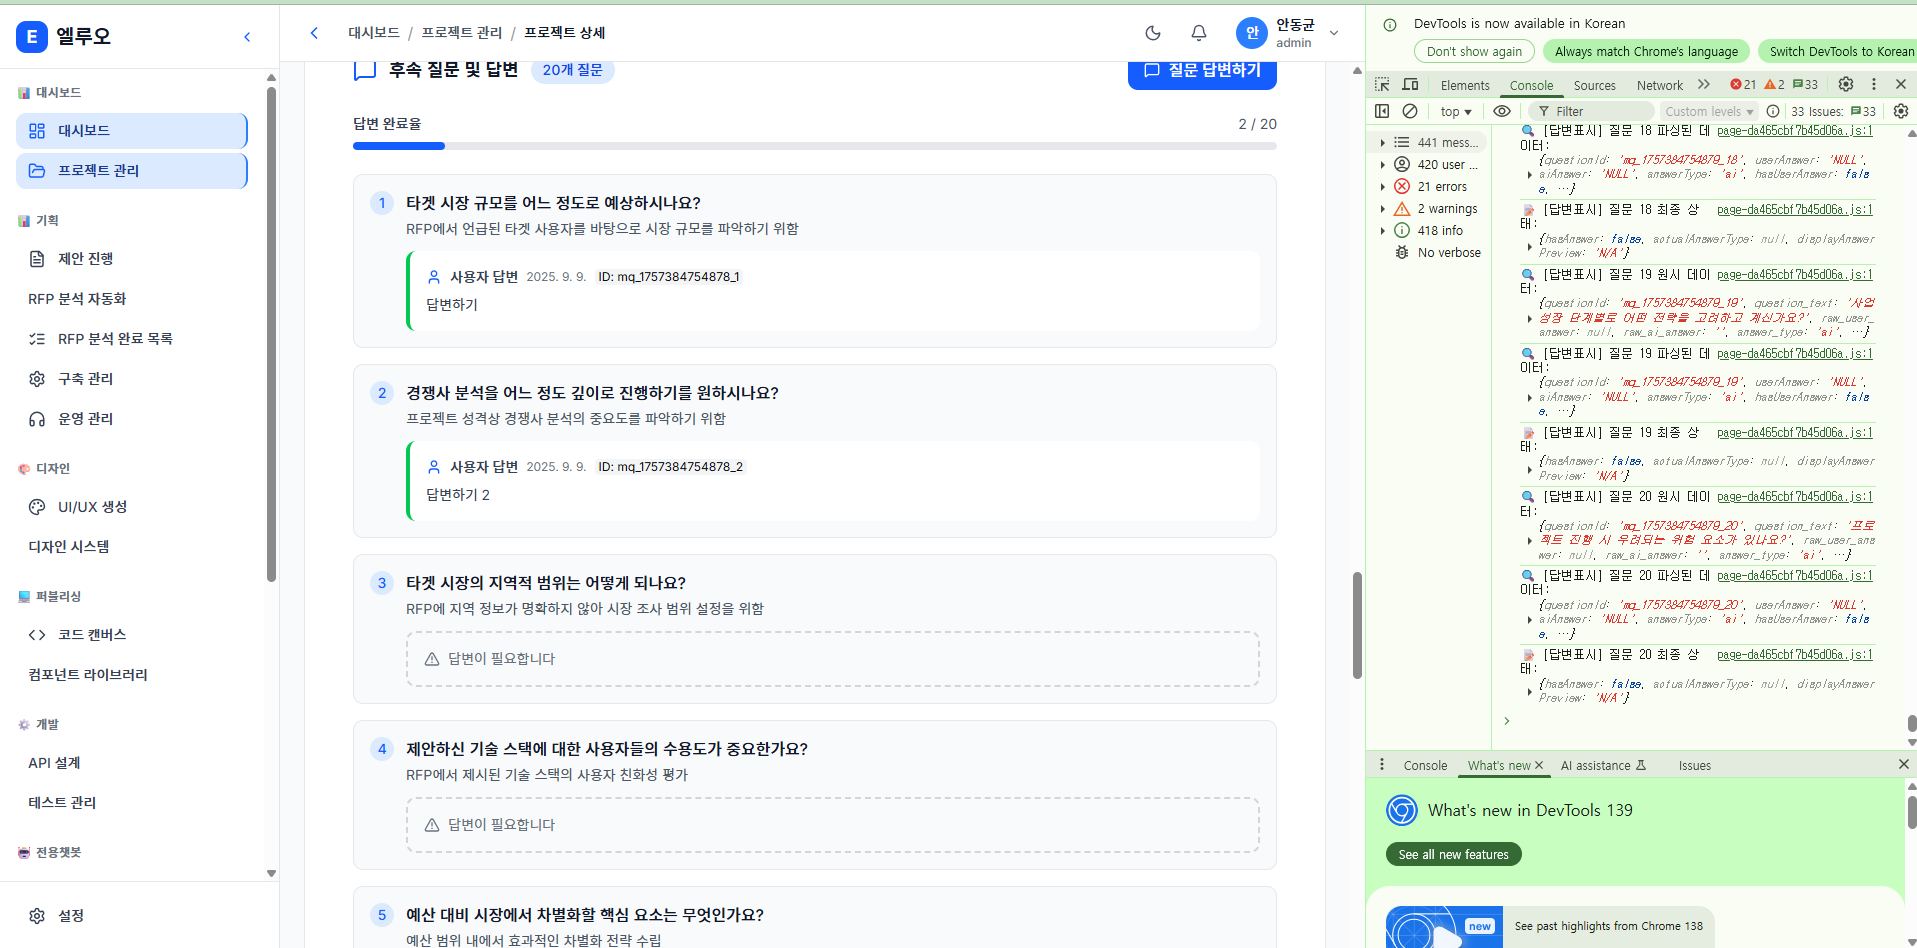 E 엘루오
대시보드
대시보드
프로젝트 관리
기획
제안 진행
RFP 분석 자동화
RFP 분석 완료 목록
구축 관리
운영 관리
디자인
UI/UX 생성
디자인 시스템
퍼블리싱
코드 캔버스
컴포넌트 라이브러리
개발
API 설계
테스트 관리
전용챗봇
설정
대시보드 / 프로젝트 관리 / 프로젝트 상세
안 안동균
admin
후속 질문 및 답변 20개 질문
질문 답변하기
답변 완료율 2 / 20
1 타겟 시장 규모를 어느 정도로 예상하시나요?
RFP에서 언급된 타겟 사용자를 바탕으로 시장 규모를 파악하기 위함
사용자 답변 2025. 9. 9. ID: mq_1757384754878_1
답변하기
2 경쟁사 분석을 어느 정도 깊이로 진행하기를 원하시나요?
프로젝트 성격상 경쟁사 분석의 중요도를 파악하기 위함
사용자 답변 2025. 9. 9. ID: mq_1757384754878_2
답변하기 2
3 타겟 시장의 지역적 범위는 어떻게 되나요?
RFP에 지역 정보가 명확하지 않아 시장 조사 범위 설정을 위함
답변이 필요합니다
4 제안하신 기술 스택에 대한 사용자들의 수용도가 중요한가요?
RFP에서 제시된 기술 스택의 사용자 친화성 평가
답변이 필요합니다
5 예산 대비 시장에서 차별화할 핵심 요소는 무엇인가요?
예산 범위 내에서 효과적인 차별화 전략 수립
DevTools is now available in Korean
Don't show again
Always match Chrome's language
Switch DevTools to Korean
Elements Console Sources Network 21 2 33
top Filter Custom levels 33 Issues: 33
441 mess...
420 user ...
21 errors
2 warnings
418 info
No verbose
[답변표시] 질문 18 파싱된 데 page-da465cbf7b45d06a.js:1
이터:
{questionId: 'mq_1757384754879_18', userAnswer: 'NULL',
aiAnswer: 'NULL', answerType: 'ai', hasUserAnswer: fals
e, …}
[답변표시] 질문 18 최종 상 page-da465cbf7b45d06a.js:1
태:
{hasAnswer: false, actualAnswerType: null, displayAnswer
Preview: 'N/A'}
[답변표시] 질문 19 원시 데이 page-da465cbf7b45d06a.js:1
터:
{questionId: 'mq_1757384754879_19', question_text: '사업
성장 단계별로 어떤 전략을 고려하고 계신가요?', raw_user_
answer: null, raw_ai_answer: '', answer_type: 'ai', …}
[답변표시] 질문 19 파싱된 데 page-da465cbf7b45d06a.js:1
이터:
{questionId: 'mq_1757384754879_19', userAnswer: 'NULL',
aiAnswer: 'NULL', answerType: 'ai', hasUserAnswer: fals
e, …}
[답변표시] 질문 19 최종 상 page-da465cbf7b45d06a.js:1
태:
{hasAnswer: false, actualAnswerType: null, displayAnswer
Preview: 'N/A'}
[답변표시] 질문 20 원시 데이 page-da465cbf7b45d06a.js:1
터:
{questionId: 'mq_1757384754879_20', question_text: '프로
젝트 진행 시 우려되는 위험 요소가 있나요?', raw_user_ans
wer: null, raw_ai_answer: '', answer_type: 'ai', …}
[답변표시] 질문 20 파싱된 데 page-da465cbf7b45d06a.js:1
이터:
{questionId: 'mq_1757384754879_20', userAnswer: 'NULL',
aiAnswer: 'NULL', answerType: 'ai', hasUserAnswer: fals
e, …}
[답변표시] 질문 20 최종 상 page-da465cbf7b45d06a.js:1
태:
{hasAnswer: false, actualAnswerType: null, displayAnswer
Preview: 'N/A'}
Console What's new AI assistance Issues
What's new in DevTools 139
See all new features
new
See past highlights from Chrome 138